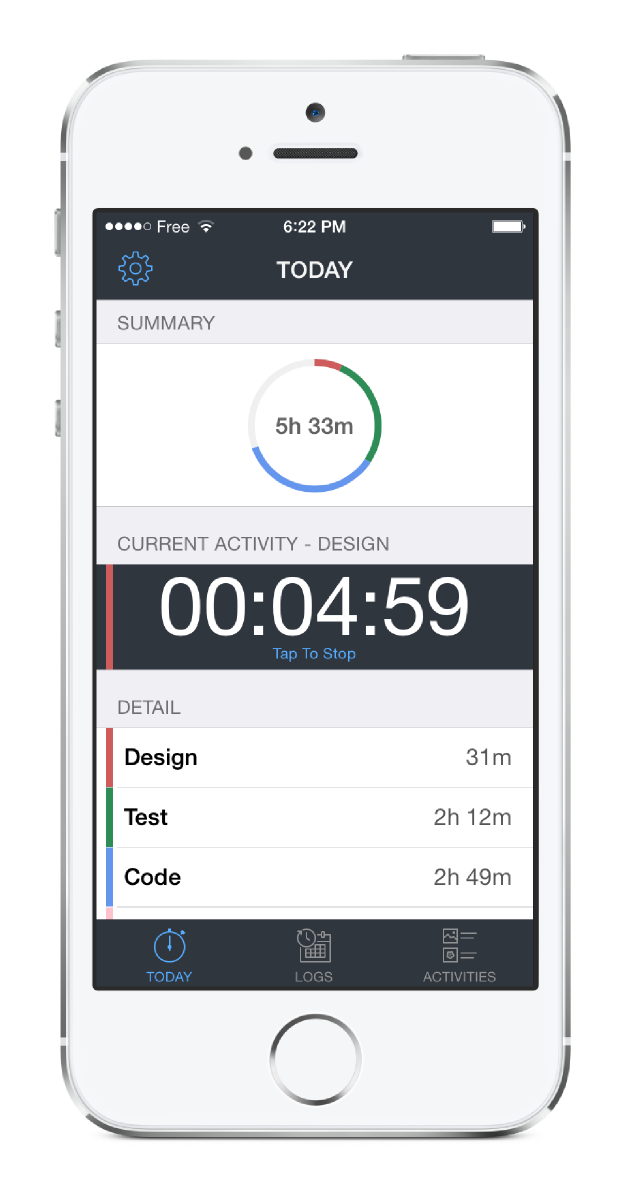 Free 6:22 PM
TODAY
SUMMARY
5h 33m
CURRENT ACTIVITY - DESIGN
00:04:59
Tap To Stop
DETAIL
Design 31m
Test 2h 12m
Code 2h 49m
TODAY LOGS ACTIVITIES